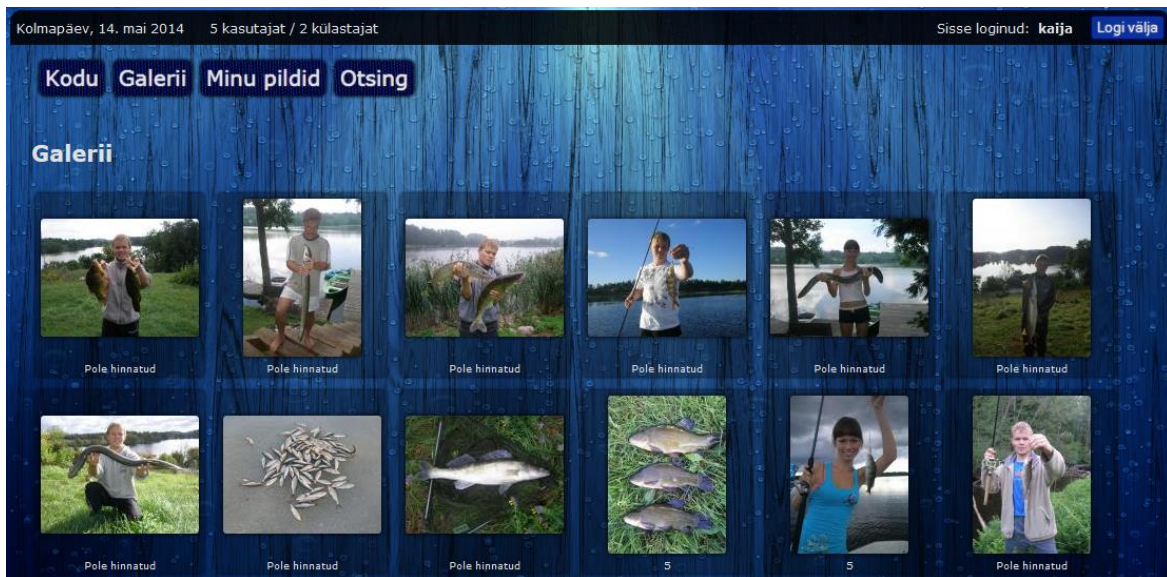 Kolmapäev, 14. mai 2014 5 kasutajat / 2 külastajat Sisse loginud: kaija Logi välja
Kodu Galerii Minu pildid Otsing
Galerii
Pole hinnatud Pole hinnatud Pole hinnatud Pole hinnatud Pole hinnatud Pole hinnatud
Pole hinnatud Pole hinnatud Pole hinnatud 5 5 Pole hinnatud